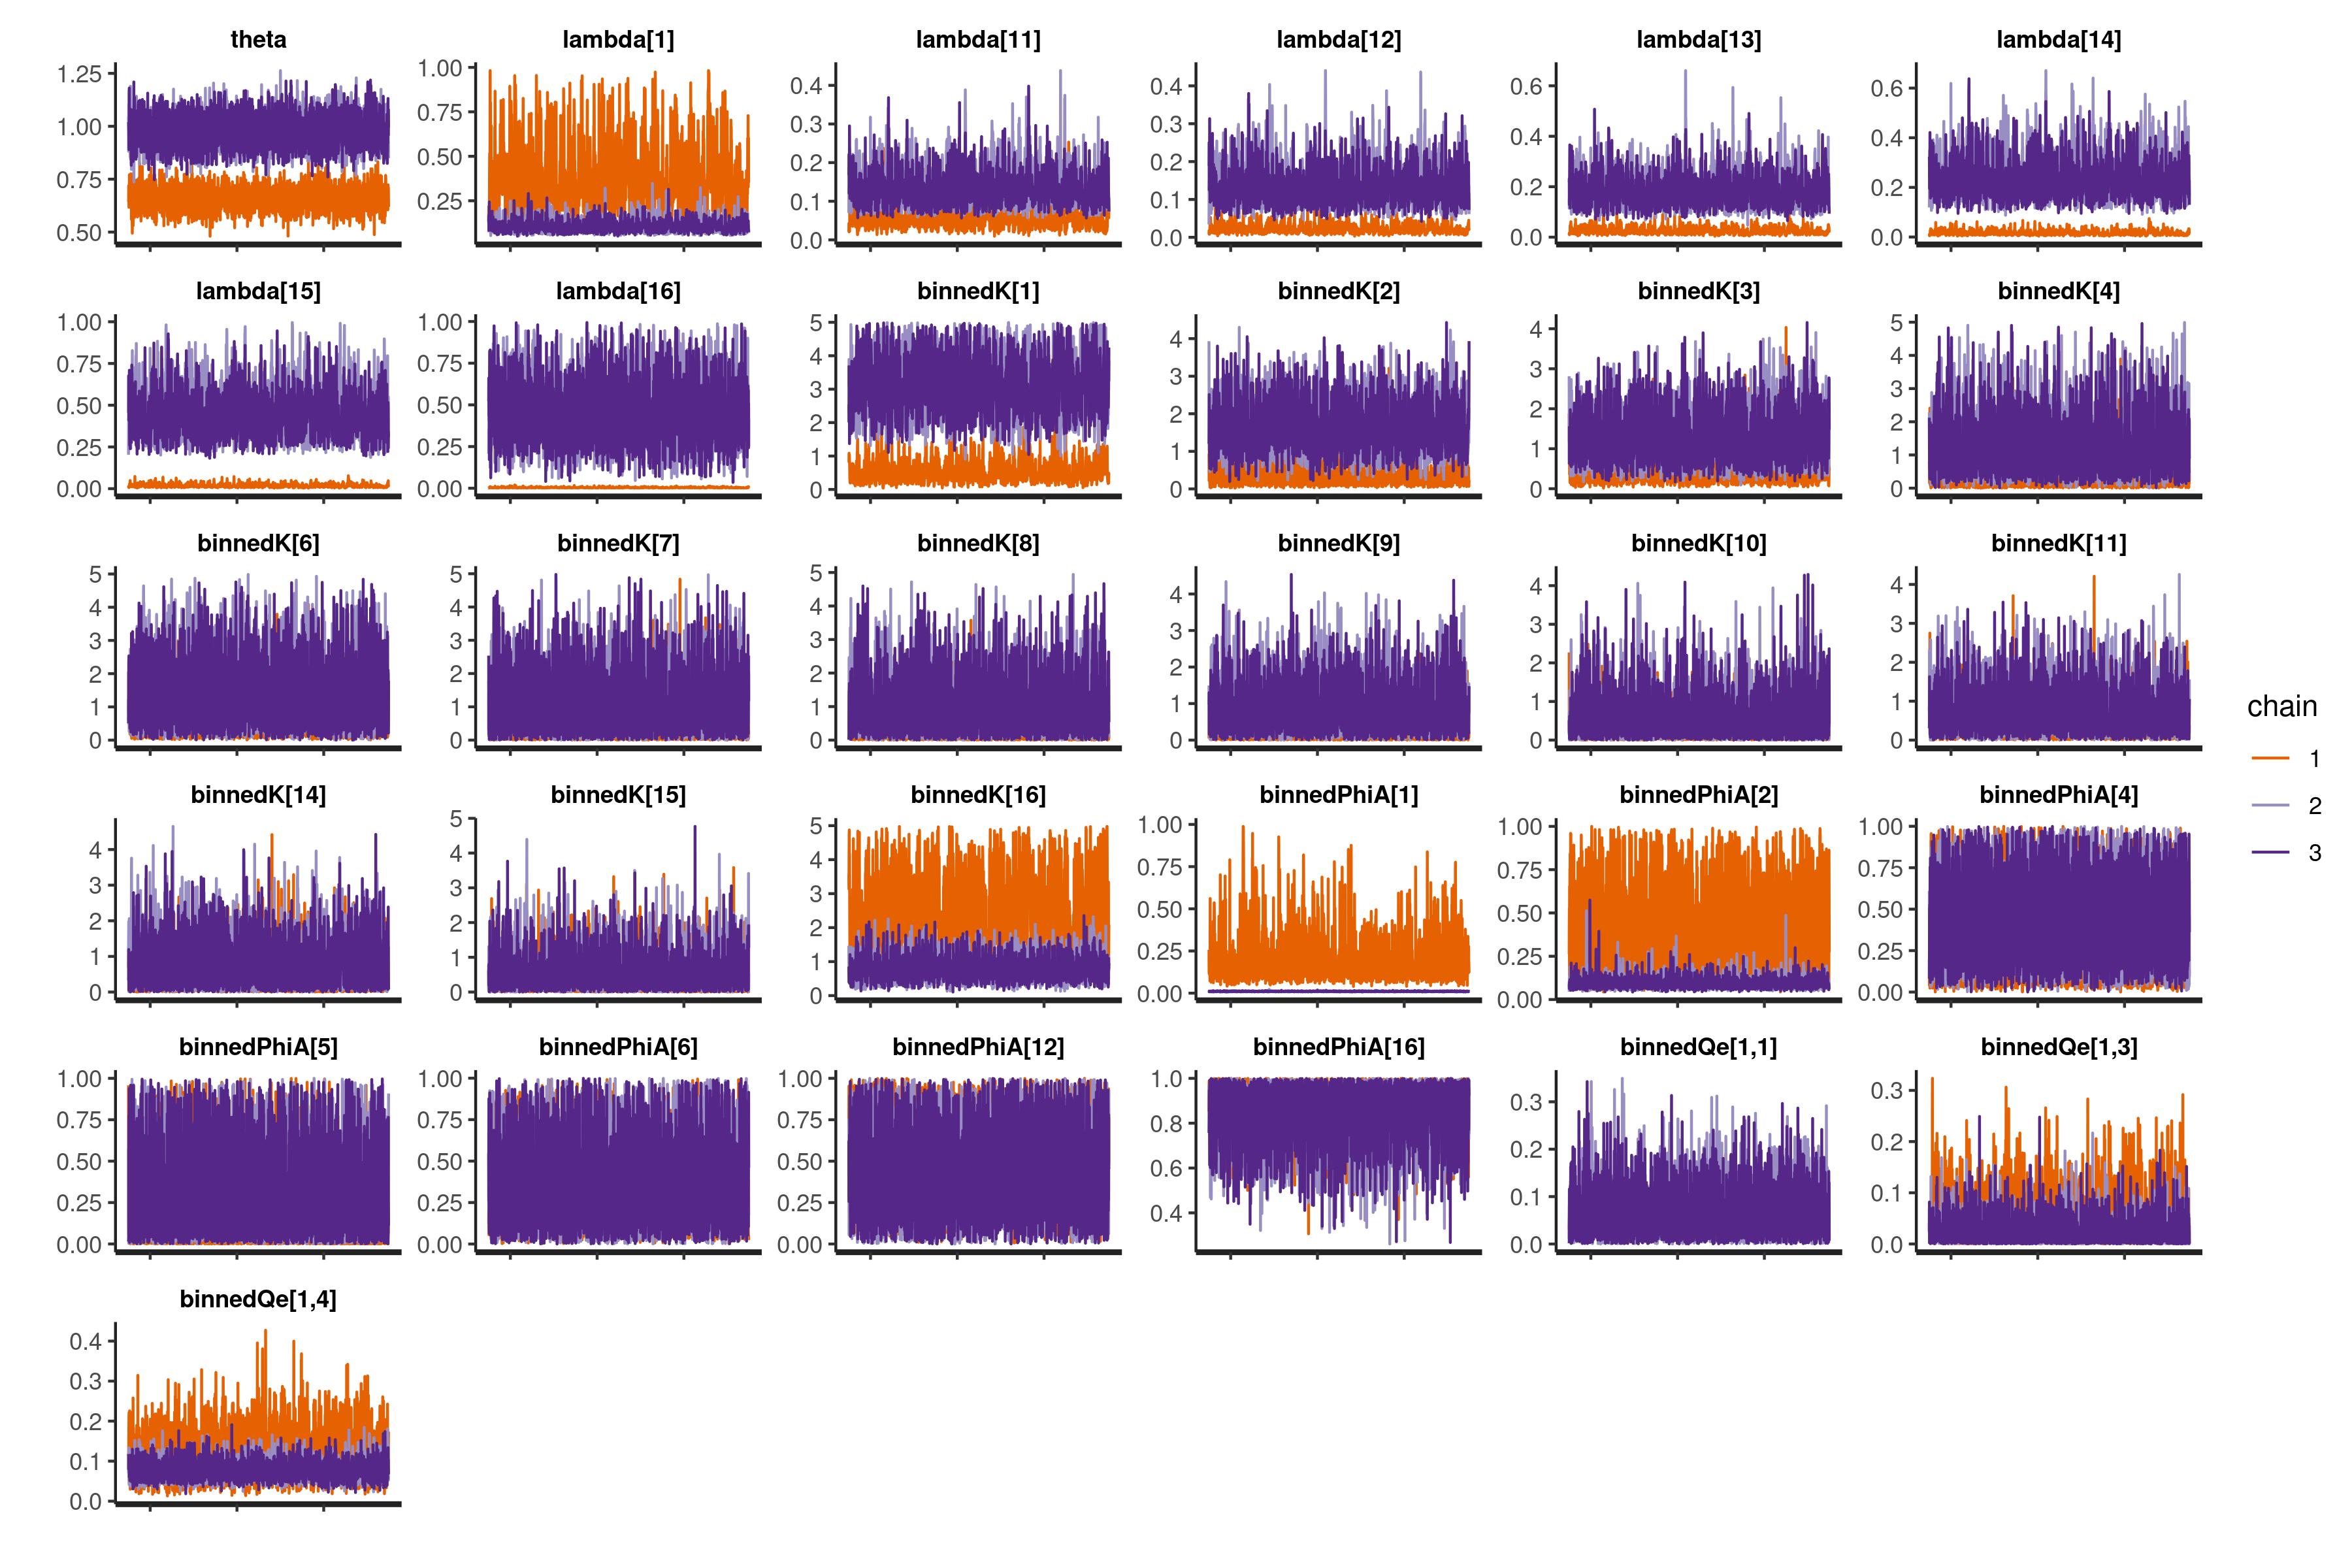 theta lambda[1] lambda[11] lambda[12] lambda[13] lambda[14]
1.25 1.00 0.75 0.50
1.00 0.75 0.50 0.25
0.4 0.3 0.2 0.1 0.0
0.4 0.3 0.2 0.1 0.0
0.6 0.4 0.2 0.0
0.6 0.4 0.2 0.0
lambda[15] lambda[16] binnedK[1] binnedK[2] binnedK[3] binnedK[4]
1.00 0.75 0.50 0.25 0.00
1.00 0.75 0.50 0.25 0.00
5 4 3 2 1 0
4 3 2 1 0
4 3 2 1 0
5 4 3 2 1 0
binnedK[6] binnedK[7] binnedK[8] binnedK[9] binnedK[10] binnedK[11]
5 4 3 2 1 0
5 4 3 2 1 0
5 4 3 2 1 0
4 3 2 1 0
4 3 2 1 0
4 3 2 1 0
binnedK[14] binnedK[15] binnedK[16] binnedPhiA[1] binnedPhiA[2] binnedPhiA[4]
4 3 2 1 0
5 4 3 2 1 0
5 4 3 2 1 0
1.00 0.75 0.50 0.25 0.00
1.00 0.75 0.50 0.25 0.00
1.00 0.75 0.50 0.25 0.00
binnedPhiA[5] binnedPhiA[6] binnedPhiA[12] binnedPhiA[16] binnedQe[1,1] binnedQe[1,3]
1.00 0.75 0.50 0.25 0.00
1.00 0.75 0.50 0.25 0.00
1.00 0.75 0.50 0.25 0.00
1.0 0.8 0.6 0.4
0.3 0.2 0.1 0.0
0.3 0.2 0.1 0.0
binnedQe[1,4]
0.4 0.3 0.2 0.1 0.0
chain
1
2
3